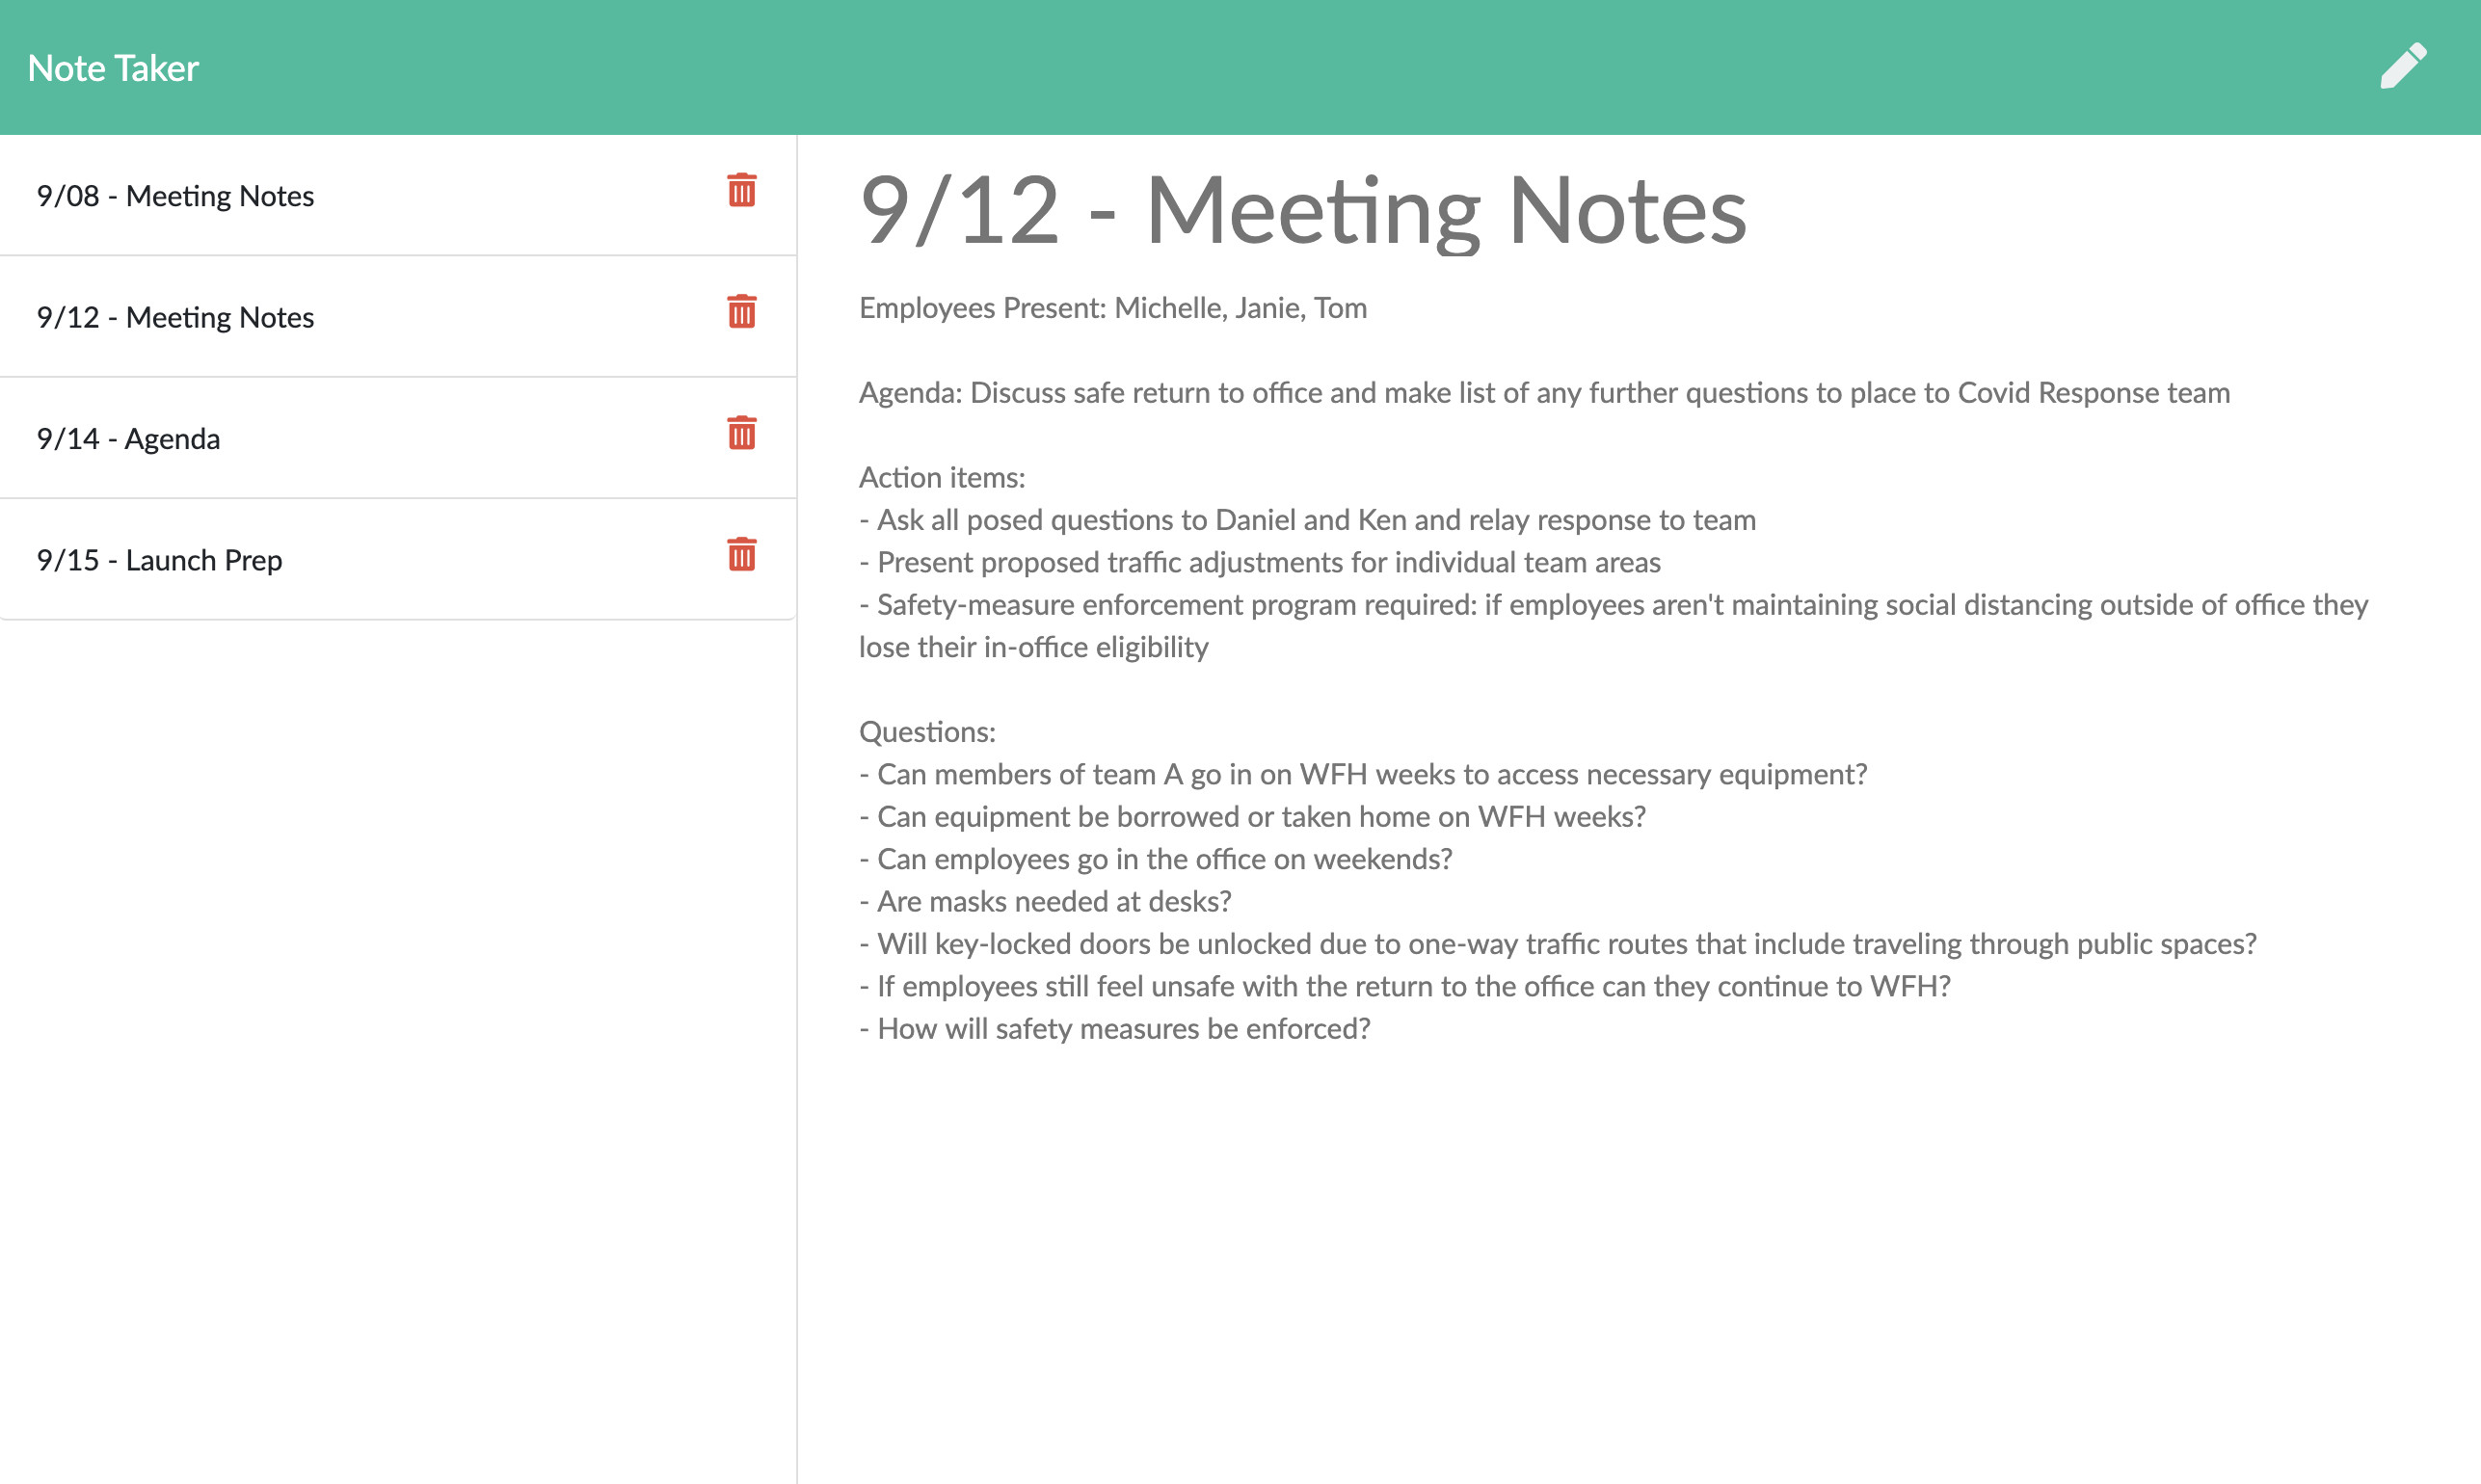 Note Taker
9/08 - Meeting Notes
9/12 - Meeting Notes
9/14 - Agenda
9/15 - Launch Prep
9/12 - Meeting Notes
Employees Present: Michelle, Janie, Tom
Agenda: Discuss safe return to office and make list of any further questions to place to Covid Response team
Action items:
- Ask all posed questions to Daniel and Ken and relay response to team
- Present proposed traffic adjustments for individual team areas
- Safety-measure enforcement program required: if employees aren't maintaining social distancing outside of office they
lose their in-office eligibility
Questions:
- Can members of team A go in on WFH weeks to access necessary equipment?
- Can equipment be borrowed or taken home on WFH weeks?
- Can employees go in the office on weekends?
- Are masks needed at desks?
- Will key-locked doors be unlocked due to one-way traffic routes that include traveling through public spaces?
- If employees still feel unsafe with the return to the office can they continue to WFH?
- How will safety measures be enforced?